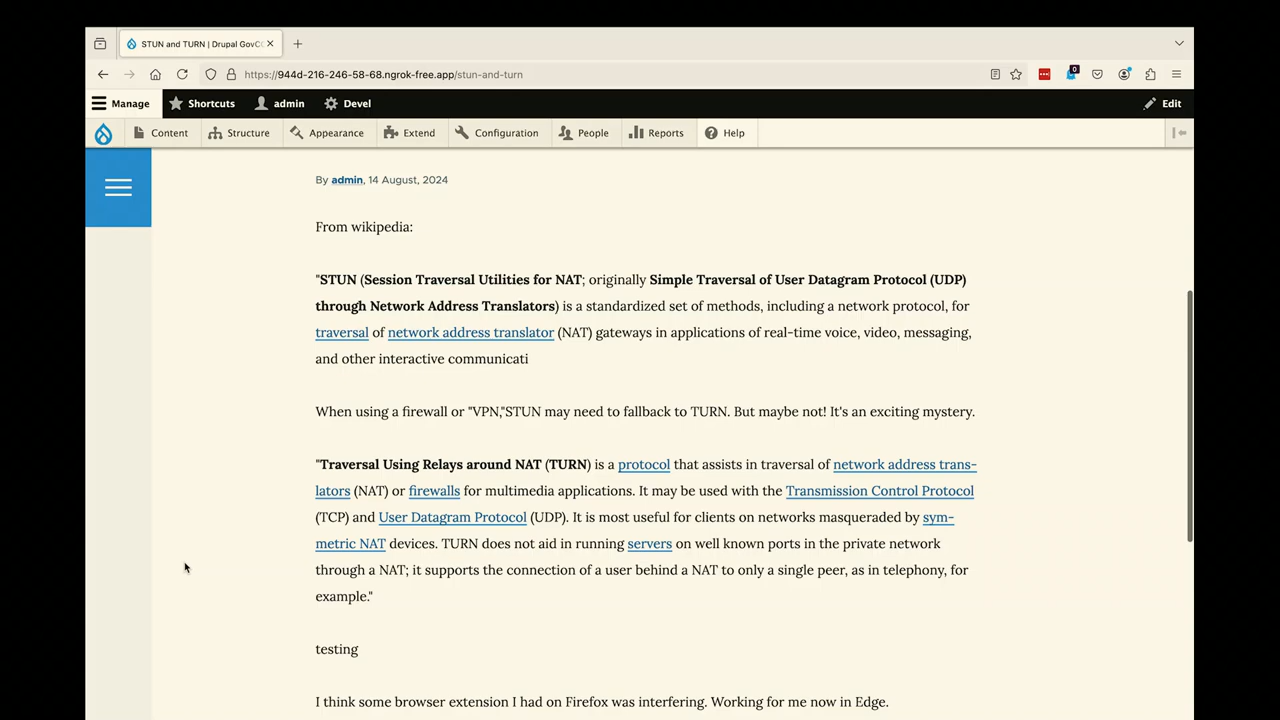 STUN and TURN | Drupal GovC
https://944d-216-246-58-68.ngrok-free.app/stun-and-turn
0
Manage Shortcuts admin Devel Edit
Content Structure Appearance Extend Configuration People Reports Help
By admin, 14 August, 2024
From wikipedia:
"STUN (Session Traversal Utilities for NAT; originally Simple Traversal of User Datagram Protocol (UDP)
through Network Address Translators) is a standardized set of methods, including a network protocol, for
traversal of network address translator (NAT) gateways in applications of real-time voice, video, messaging,
and other interactive communicati
When using a firewall or "VPN,"STUN may need to fallback to TURN. But maybe not! It's an exciting mystery.
"Traversal Using Relays around NAT (TURN) is a protocol that assists in traversal of network address trans-
lators (NAT) or firewalls for multimedia applications. It may be used with the Transmission Control Protocol
(TCP) and User Datagram Protocol (UDP). It is most useful for clients on networks masqueraded by sym-
metric NAT devices. TURN does not aid in running servers on well known ports in the private network
through a NAT; it supports the connection of a user behind a NAT to only a single peer, as in telephony, for
example."
testing
I think some browser extension I had on Firefox was interfering. Working for me now in Edge.